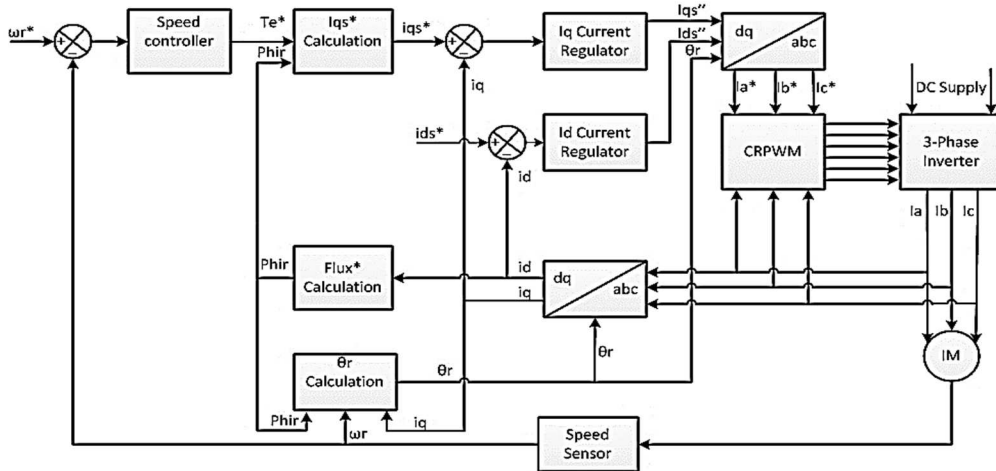 ωr*
+
−
Speed
controller
Te*
Phir
Iqs*
Calculation
iqs*
+
−
iq
Iq Current
Regulator
Iqs′′
Ids′′
θr
dq
abc
Ia*
Ib*
Ic*
DC Supply
ids*
+
−
id
Id Current
Regulator
CRPWM
3-Phase
Inverter
Ia
Ib
Ic
Phir
Flux*
Calculation
id
iq
dq
abc
θr
Calculation
θr
θr
IM
Phir
ωr
iq
Speed
Sensor